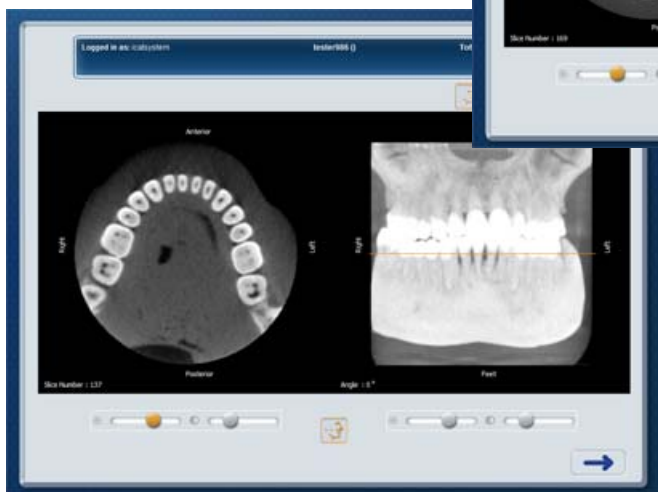 Slice Number : 169
Logged in as: icatsystem tester986 ()
Anterior
Right
Left
Right
Left
Posterior
Feet
Slice Number : 137
Angle : 0°